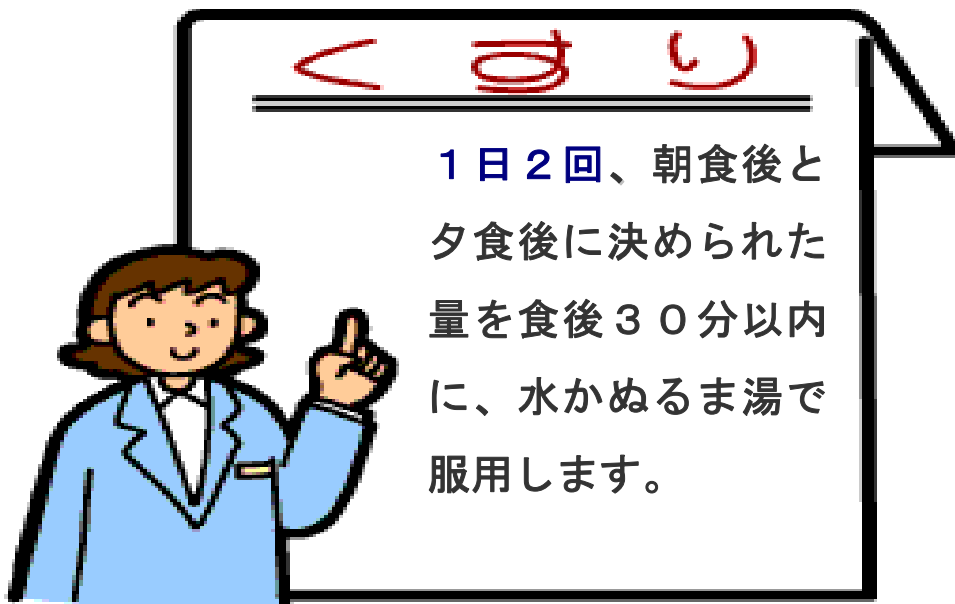 くすり
１日２回、朝食後と
夕食後に決められた
量を食後３０分以内
に、水かぬるま湯で
服用します。